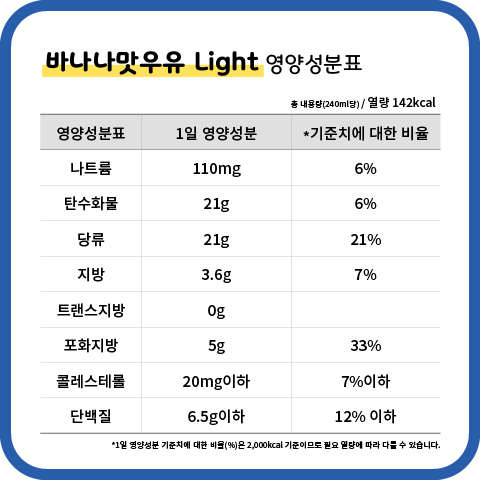 바나나맛우유 Light 영양성분표
총 내용량(240ml당) / 열량 142kcal
영양성분표 1일 영양성분 *기준치에 대한 비율
나트륨 110mg 6%
탄수화물 21g 6%
당류 21g 21%
지방 3.6g 7%
트랜스지방 0g
포화지방 5g 33%
콜레스테롤 20mg이하 7%이하
단백질 6.5g이하 12% 이하
*1일 영양성분 기준치에 대한 비율(%)은 2,000kcal 기준이므로 필요 열량에 따라 다를 수 있습니다.